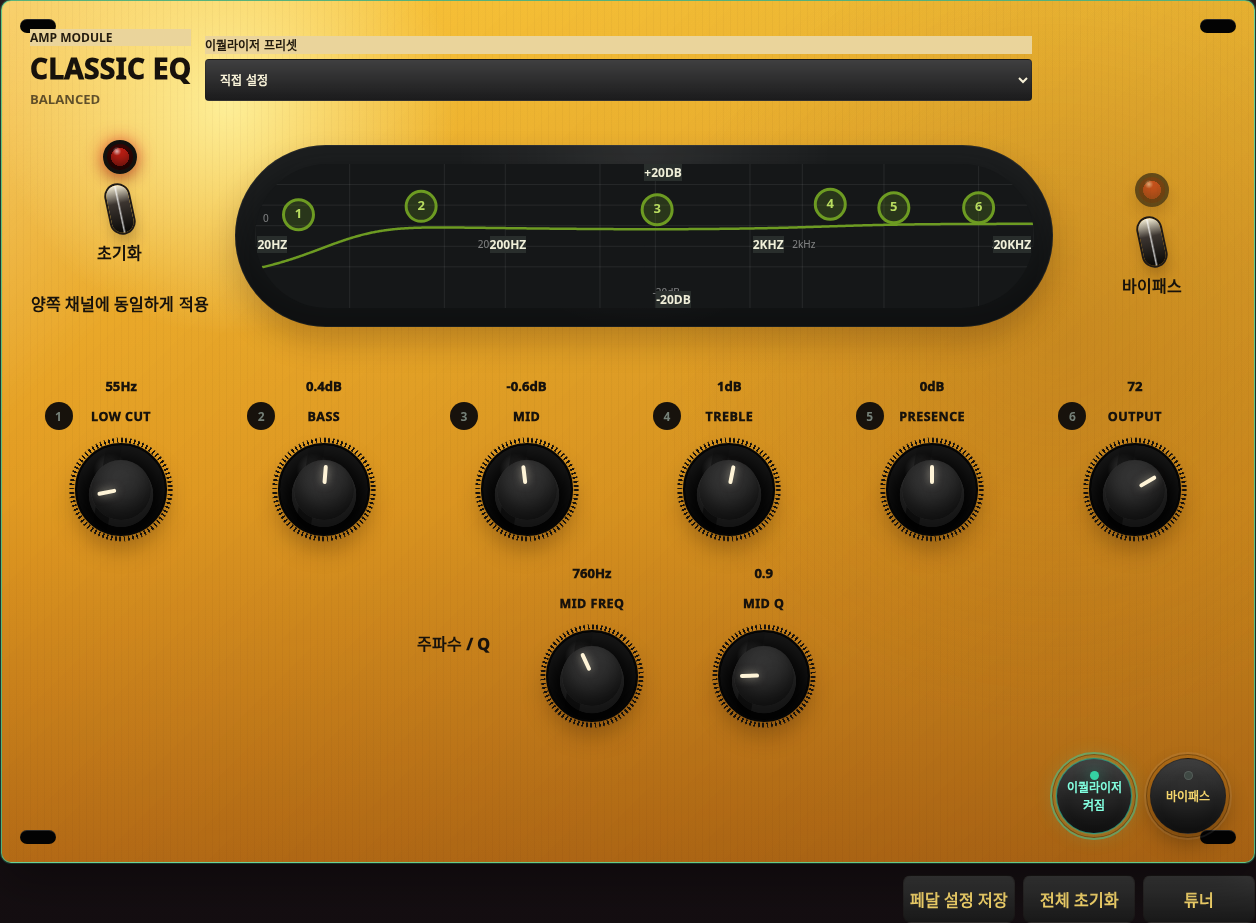 AMP MODULE
CLASSIC EQ
BALANCED
이퀄라이저 프리셋
직접 설정
초기화
양쪽 채널에 동일하게 적용
+20DB
1
2
3
4
5
6
0
20HZ
200HZ
2KHZ
2kHz
20KHZ
-20DB
바이패스
55Hz
0.4dB
-0.6dB
1dB
0dB
72
1 LOW CUT
2 BASS
3 MID
4 TREBLE
5 PRESENCE
6 OUTPUT
760Hz
0.9
MID FREQ
MID Q
주파수 / Q
이퀄라이저
켜짐
바이패스
페달 설정 저장
전체 초기화
튜너